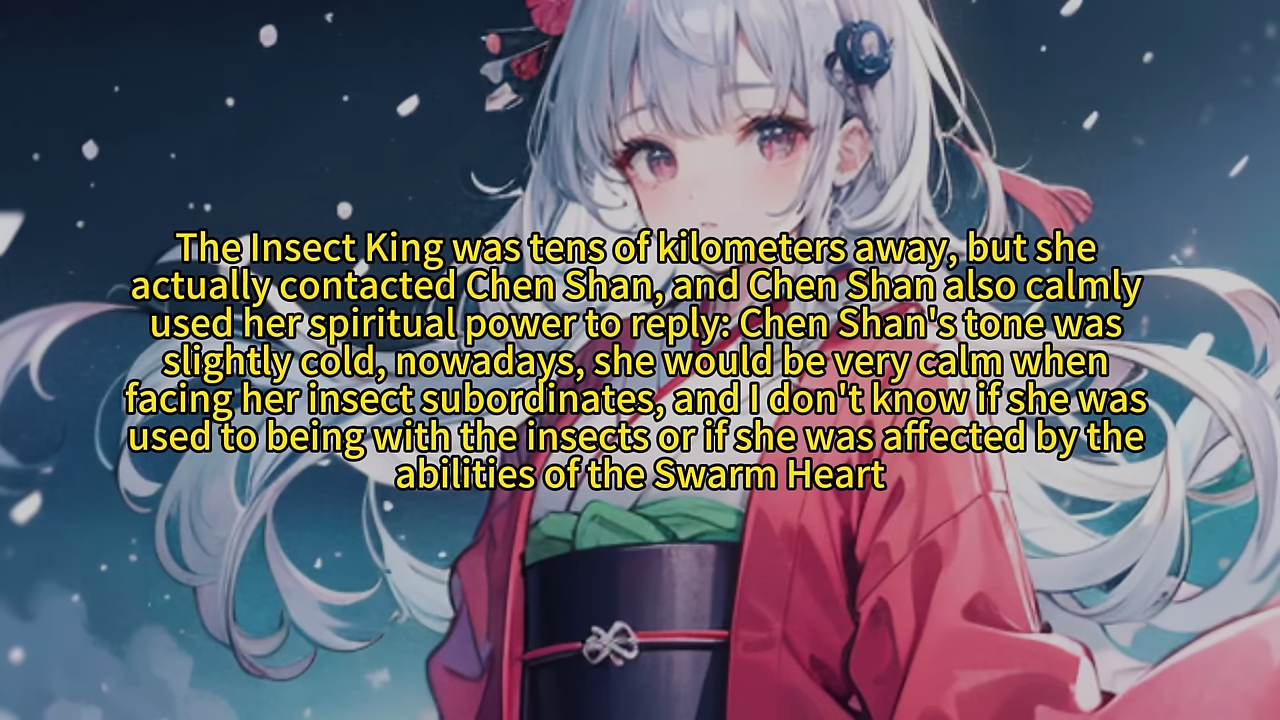 The Insect King was tens of kilometers away, but she
actually contacted Chen Shan, and Chen Shan also calmly
used her spiritual power to reply: Chen Shan's tone was
slightly cold, nowadays, she would be very calm when
facing her insect subordinates, and I don't know if she was
used to being with the insects or if she was affected by the
abilities of the Swarm Heart